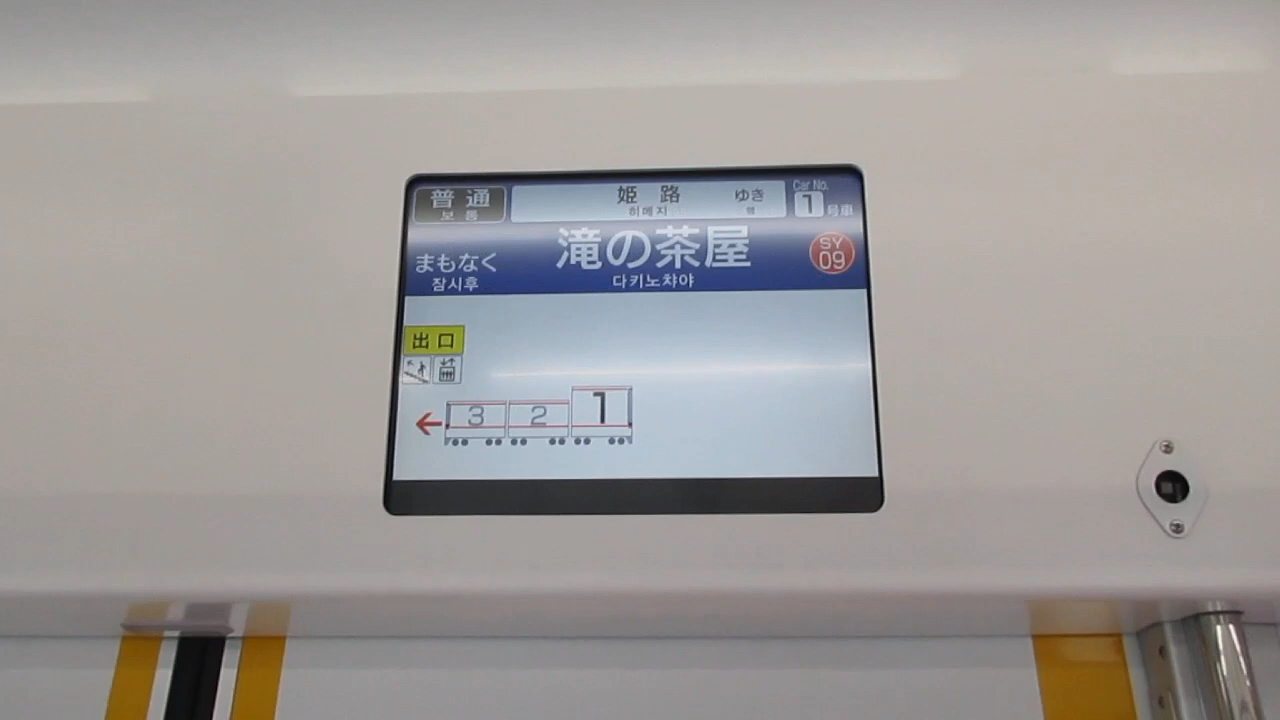 普通
보통
姫路 ゆき
히메지 행
Car No.
1号車
まもなく
잠시후
滝の茶屋
다키노챠야
SY
09
出口
3 2 1